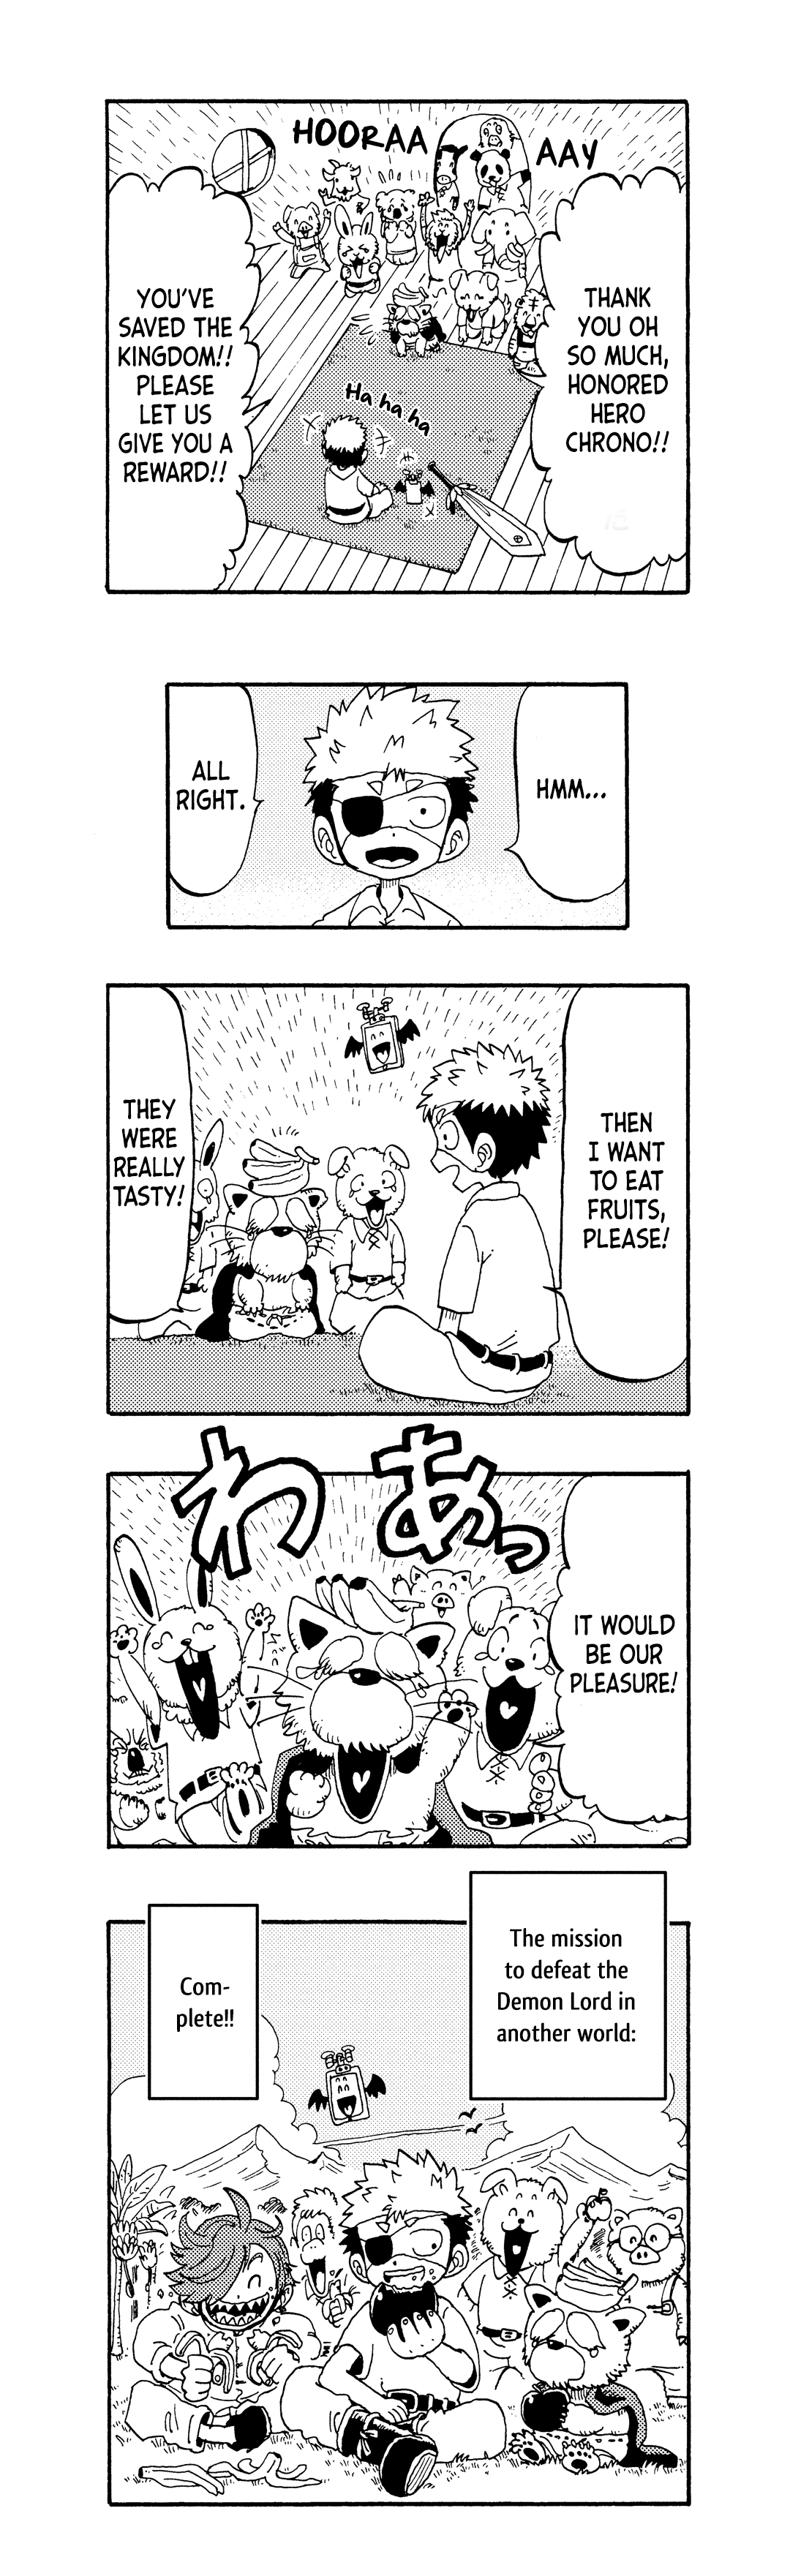 HOORAA
AAY
THANK
YOU OH
SO MUCH,
HONORED
HERO
CHRONO!!
YOU'VE
SAVED THE
KINGDOM!!
PLEASE
LET US
GIVE YOU A
REWARD!!
Ha ha ha
HMM...
ALL
RIGHT.
THEN
I WANT
TO EAT
FRUITS,
PLEASE!
THEY
WERE
REALLY
TASTY!
わあっ
IT WOULD
BE OUR
PLEASURE!
The mission
to defeat the
Demon Lord in
another world:
Com-
plete!!